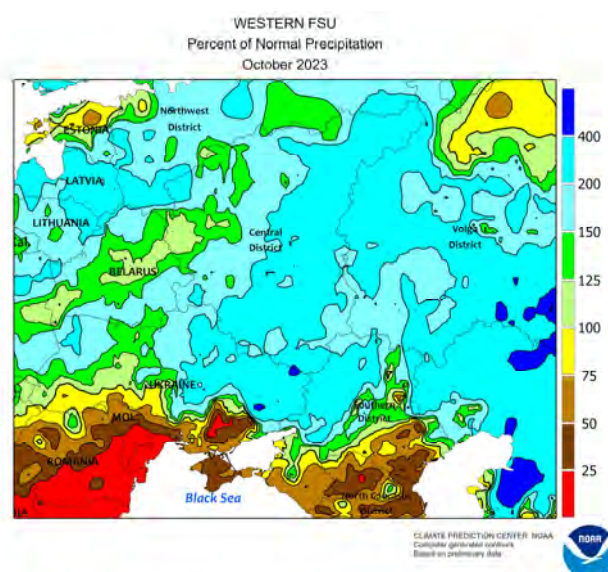 WESTERN FSU
Percent of Normal Precipitation
October 2023
Northwest
District
ESTONIA
LATVIA
LITHUANIA
Central
District
Volga
District
BELARUS
UKRAINE
MOL
Southern
District
ROMANIA
Black Sea
District
400
200
150
125
100
75
50
25
CLIMATE PREDICTION CENTER NOAA
Computer generated contours
Based on preliminary data
NOAA